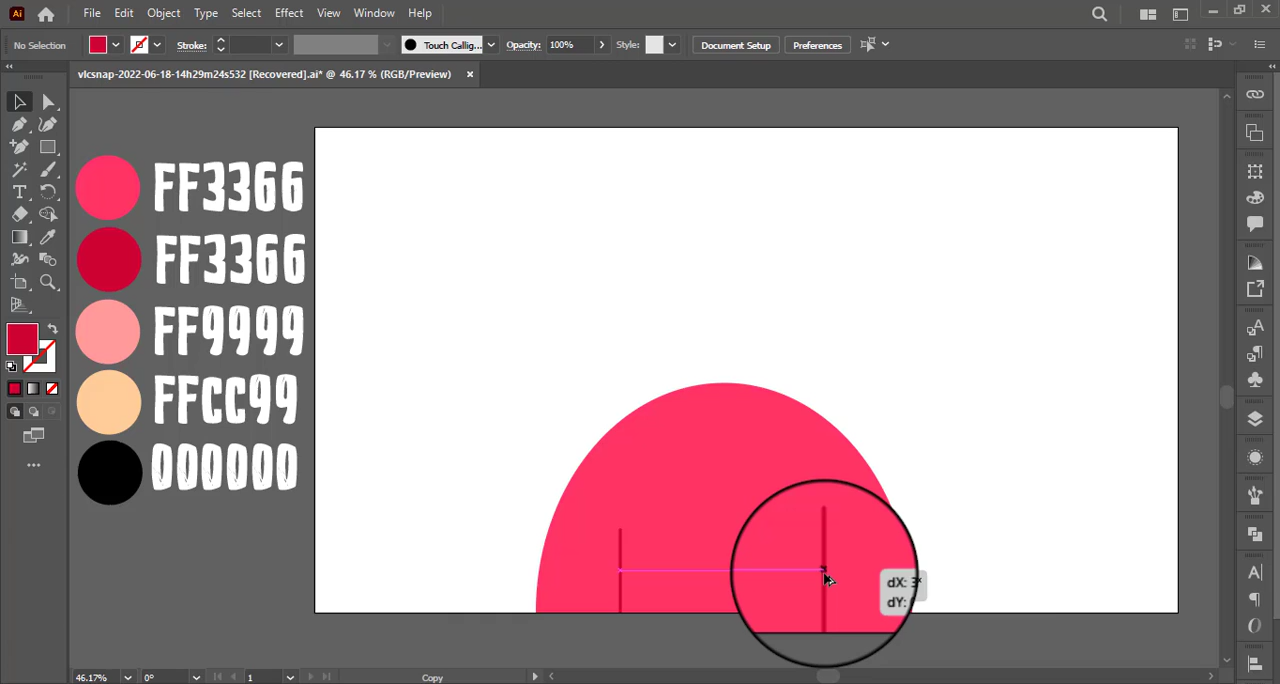 Ai File Edit Object Type Select Effect View Window Help
No Selection Stroke: Touch Callig... Opacity: 100% Style: Document Setup Preferences
vlcsnap-2022-06-18-14h29m24s532 [Recovered].ai* @ 46.17 % (RGB/Preview) ×
FF3366
FF3366
FF9999
FFCC99
000000
dX: 3
dY:
46.17% 0° 1 Copy